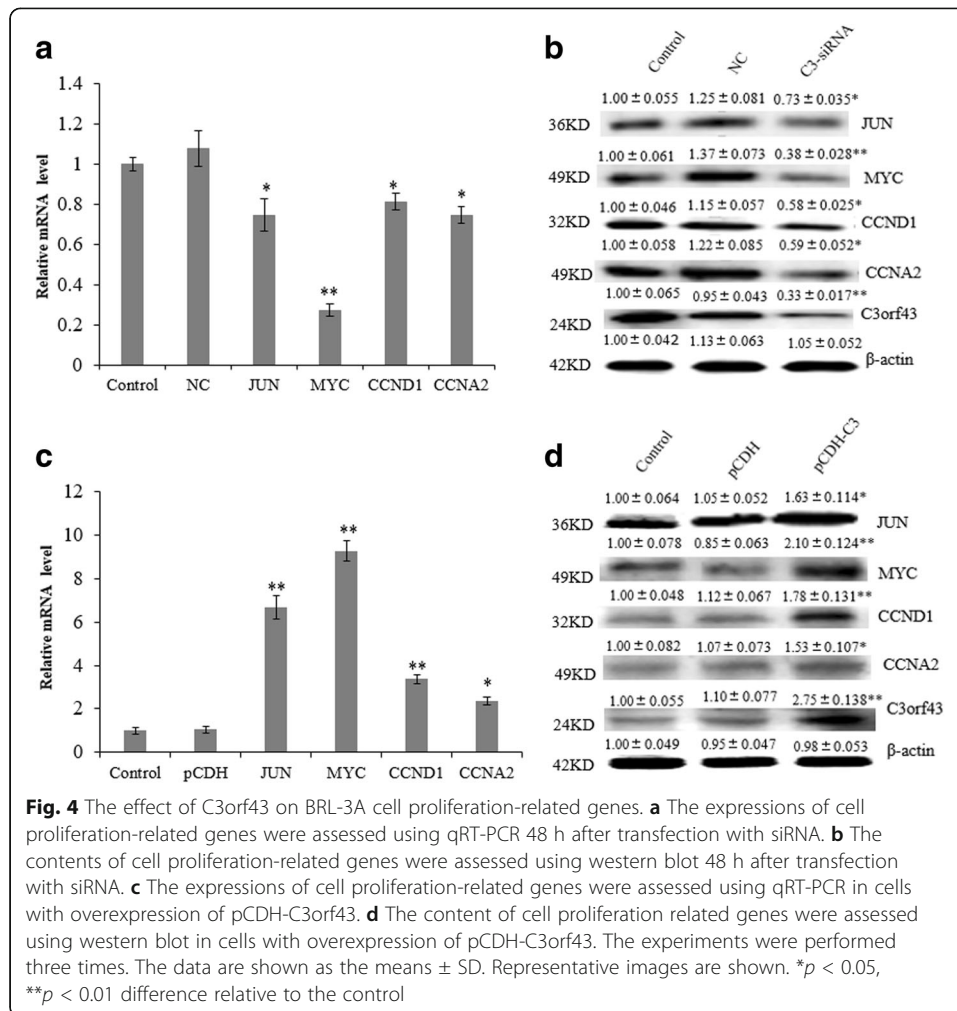 a
Relative mRNA level
1.4
1.2
1
0.8
0.6
0.4
0.2
0
*
**
*
*
Control NC JUN MYC CCND1 CCNA2
b
Control NC C3-siRNA
1.00 ± 0.055 1.25 ± 0.081 0.73 ± 0.035*
36KD JUN
1.00 ± 0.061 1.37 ± 0.073 0.38 ± 0.028**
49KD MYC
1.00 ± 0.046 1.15 ± 0.057 0.58 ± 0.025*
32KD CCND1
1.00 ± 0.058 1.22 ± 0.085 0.59 ± 0.052*
49KD CCNA2
1.00 ± 0.065 0.95 ± 0.043 0.33 ± 0.017**
24KD C3orf43
1.00 ± 0.042 1.13 ± 0.063 1.05 ± 0.052
42KD β-actin
c
Relative mRNA level
12
10
8
6
4
2
0
**
**
**
*
Control pCDH JUN MYC CCND1 CCNA2
d
Control pCDH pCDH-C3
1.00 ± 0.064 1.05 ± 0.052 1.63 ± 0.114*
36KD JUN
1.00 ± 0.078 0.85 ± 0.063 2.10 ± 0.124**
49KD MYC
1.00 ± 0.048 1.12 ± 0.067 1.78 ± 0.131**
32KD CCND1
1.00 ± 0.082 1.07 ± 0.073 1.53 ± 0.107*
49KD CCNA2
1.00 ± 0.055 1.10 ± 0.077 2.75 ± 0.138**
24KD C3orf43
1.00 ± 0.049 0.95 ± 0.047 0.98 ± 0.053
42KD β-actin
Fig. 4 The effect of C3orf43 on BRL-3A cell proliferation-related genes. a The expressions of cell
proliferation-related genes were assessed using qRT-PCR 48 h after transfection with siRNA. b The
contents of cell proliferation-related genes were assessed using western blot 48 h after transfection
with siRNA. c The expressions of cell proliferation-related genes were assessed using qRT-PCR in cells
with overexpression of pCDH-C3orf43. d The content of cell proliferation related genes were assessed
using western blot in cells with overexpression of pCDH-C3orf43. The experiments were performed
three times. The data are shown as the means ± SD. Representative images are shown. *p < 0.05,
**p < 0.01 difference relative to the control